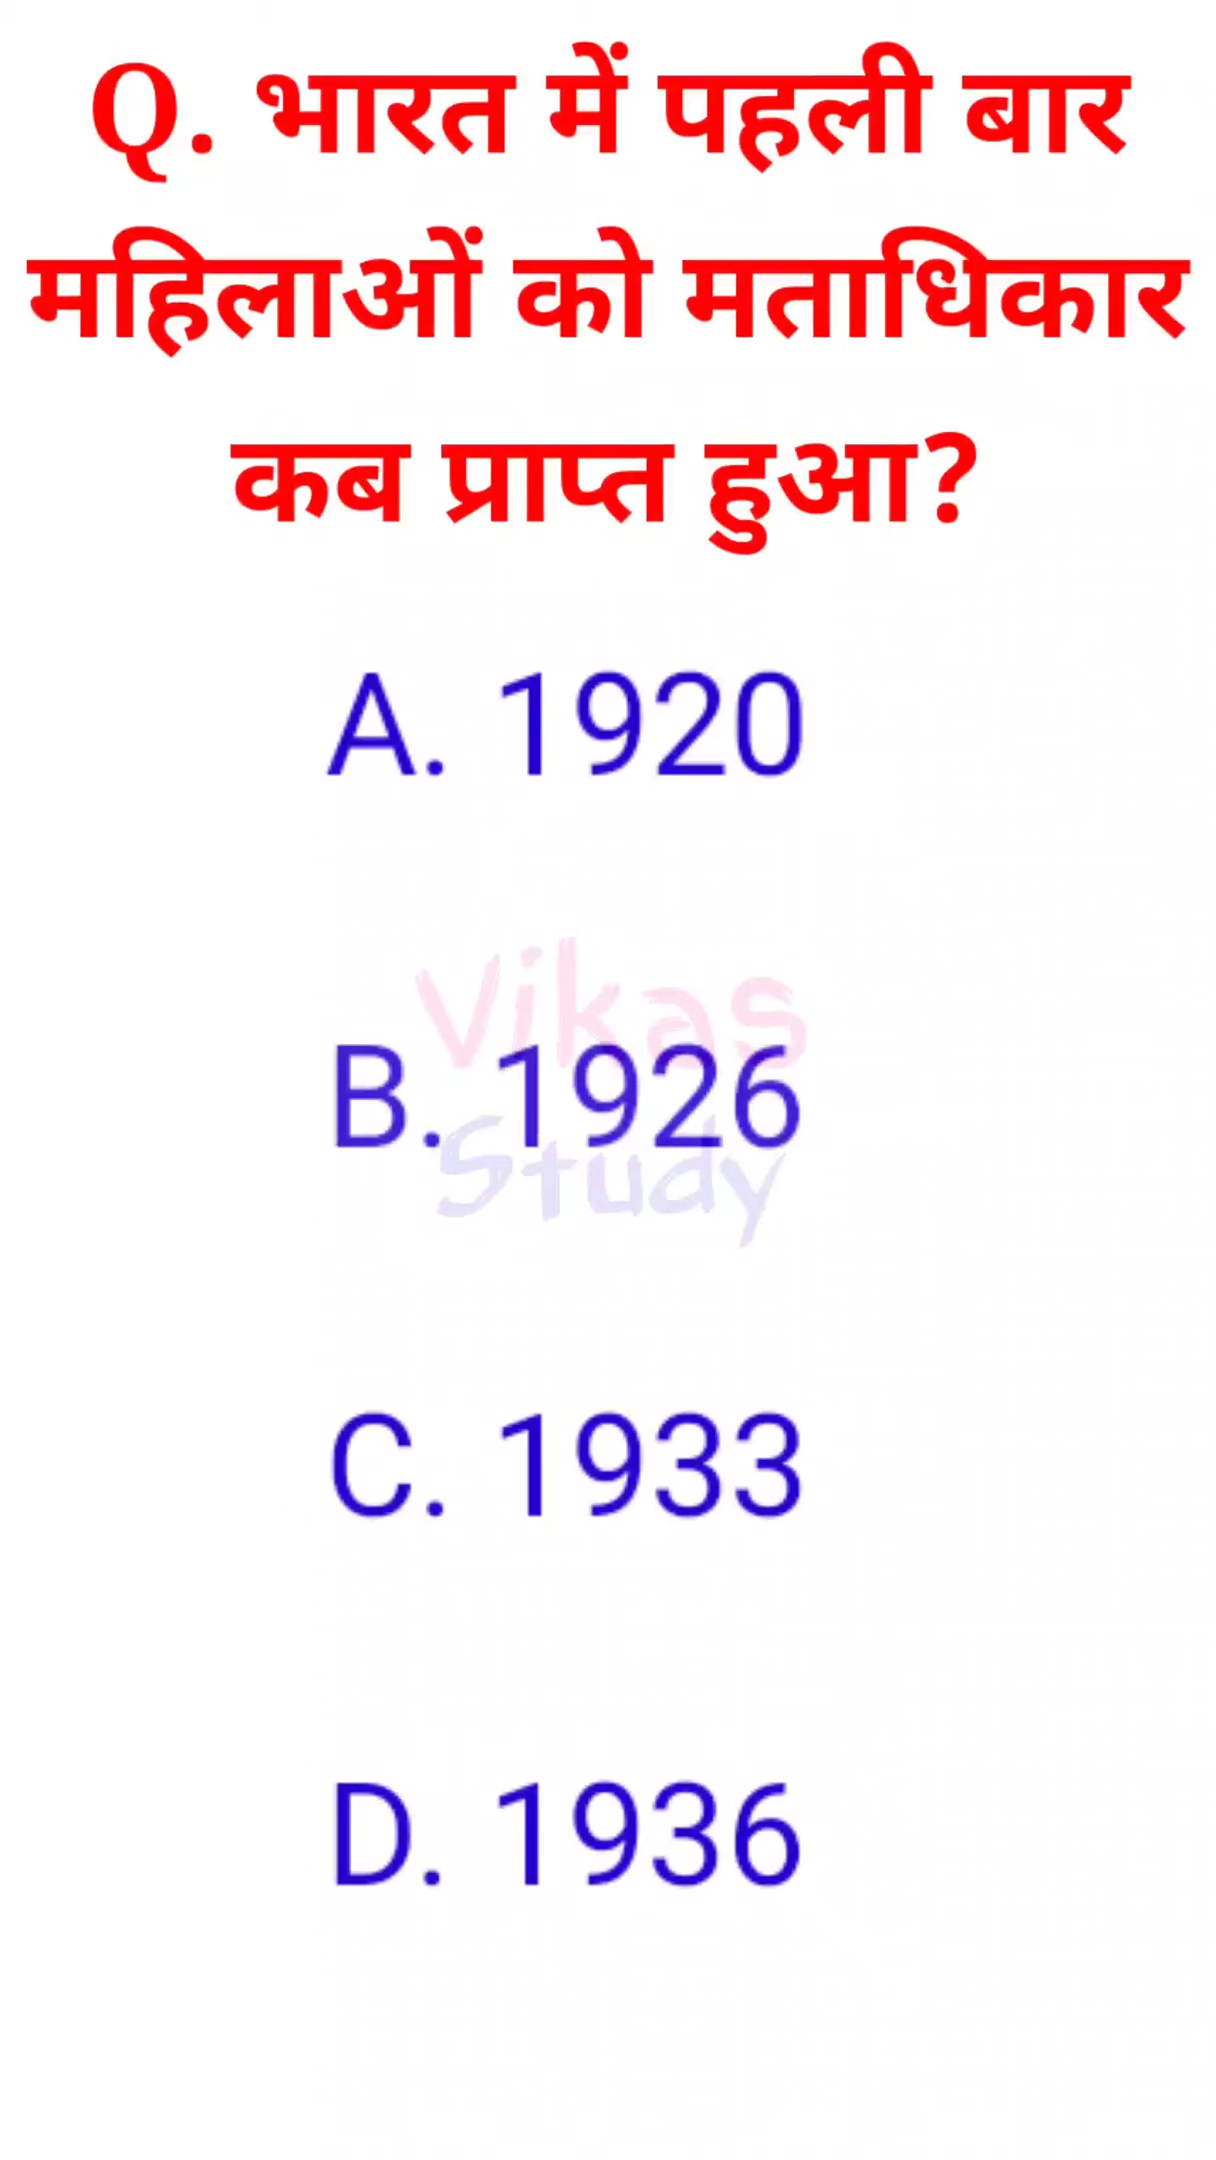 Q. भारत में पहली बार
महिलाओं को मताधिकार
कब प्राप्त हुआ?
A. 1920
Vikas
B. 1926
Study
C. 1933
D. 1936